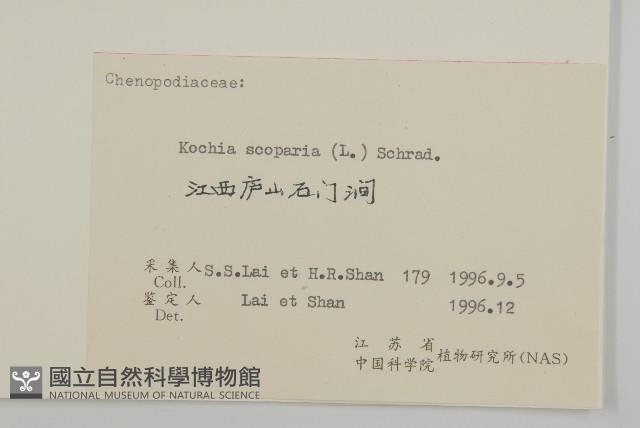 Chenopodiaceae:
Kochia scoparia (L.) Schrad.
江西庐山石门涧
采集人 S.S.Lai et H.R.Shan 179 1996.9.5
Coll.
鉴定人 Lai et Shan 1996.12
Det.
江苏省
中国科学院 植物研究所(NAS)
國立自然科學博物館
NATIONAL MUSEUM OF NATURAL SCIENCE